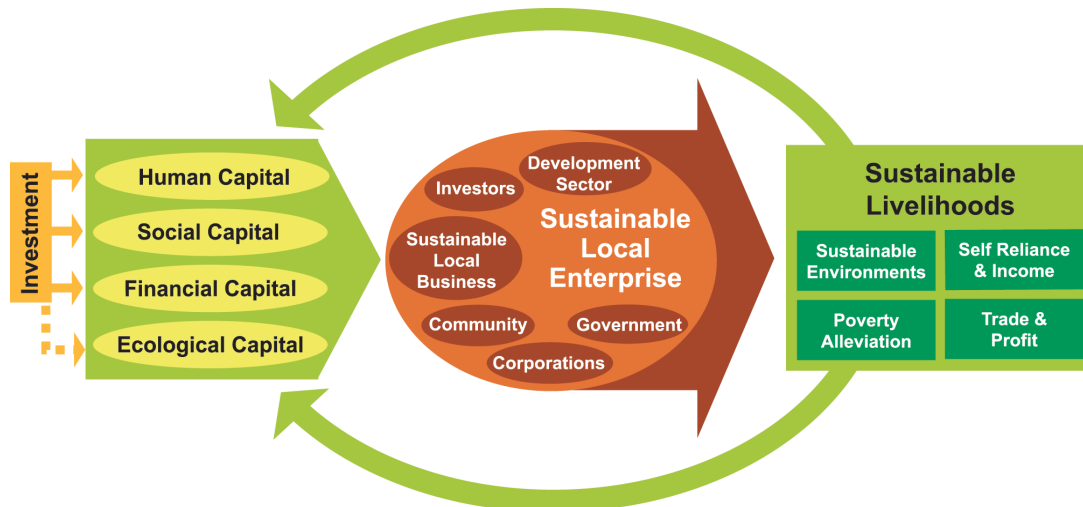 Investment
Human Capital
Social Capital
Financial Capital
Ecological Capital
Investors
Development
Sector
Sustainable
Local
Enterprise
Sustainable
Local
Business
Community
Government
Corporations
Sustainable
Livelihoods
Sustainable
Environments
Self Reliance
& Income
Poverty
Alleviation
Trade &
Profit